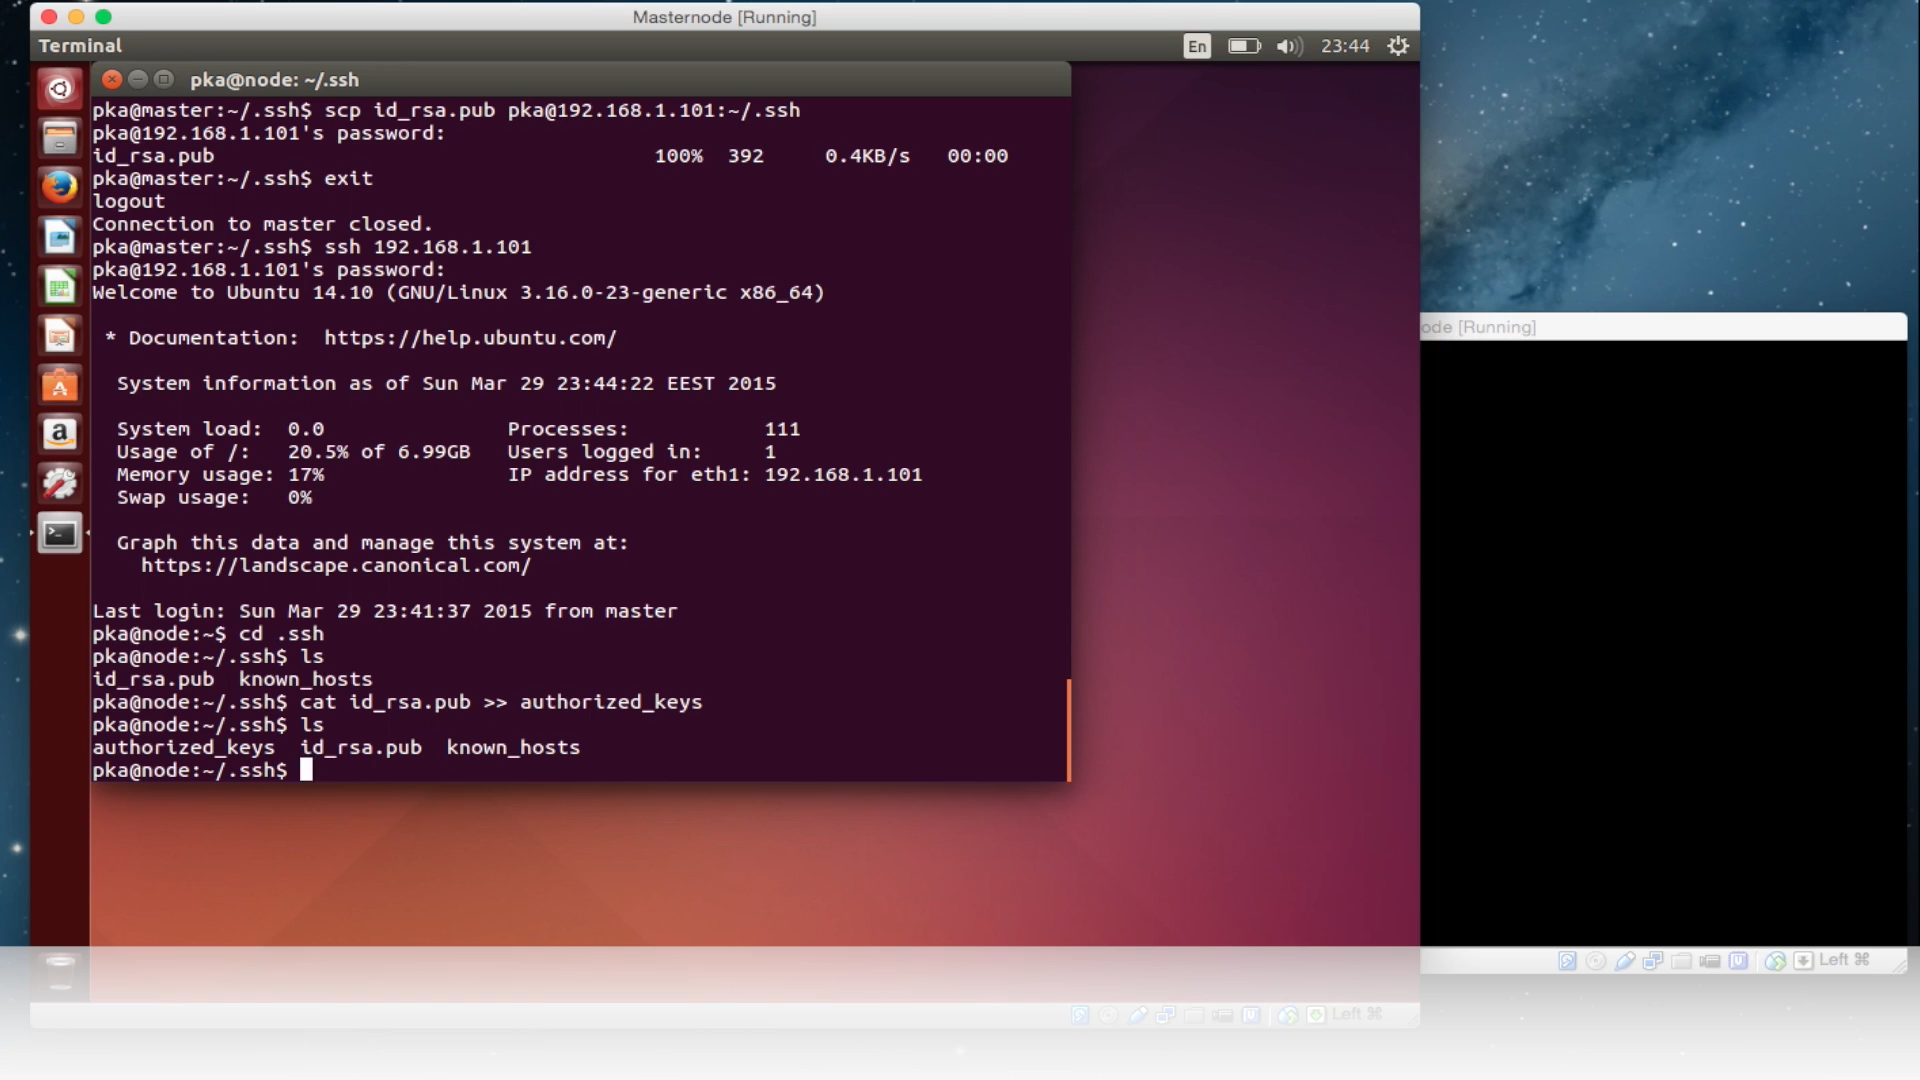 Masternode [Running]
Terminal
En
23:44
pka@node: ~/.ssh
pka@master:~/.ssh$ scp id_rsa.pub pka@192.168.1.101:~/.ssh
pka@192.168.1.101's password:
id_rsa.pub 100% 392 0.4KB/s 00:00
pka@master:~/.ssh$ exit
logout
Connection to master closed.
pka@master:~/.ssh$ ssh 192.168.1.101
pka@192.168.1.101's password:
Welcome to Ubuntu 14.10 (GNU/Linux 3.16.0-23-generic x86_64)
* Documentation: https://help.ubuntu.com/
System information as of Sun Mar 29 23:44:22 EEST 2015
System load: 0.0 Processes: 111
Usage of /: 20.5% of 6.99GB Users logged in: 1
Memory usage: 17% IP address for eth1: 192.168.1.101
Swap usage: 0%
Graph this data and manage this system at:
https://landscape.canonical.com/
Last login: Sun Mar 29 23:41:37 2015 from master
pka@node:~$ cd .ssh
pka@node:~/.ssh$ ls
id_rsa.pub known_hosts
pka@node:~/.ssh$ cat id_rsa.pub >> authorized_keys
pka@node:~/.ssh$ ls
authorized_keys id_rsa.pub known_hosts
pka@node:~/.ssh$
ode [Running]
Left ⌘
Left ⌘